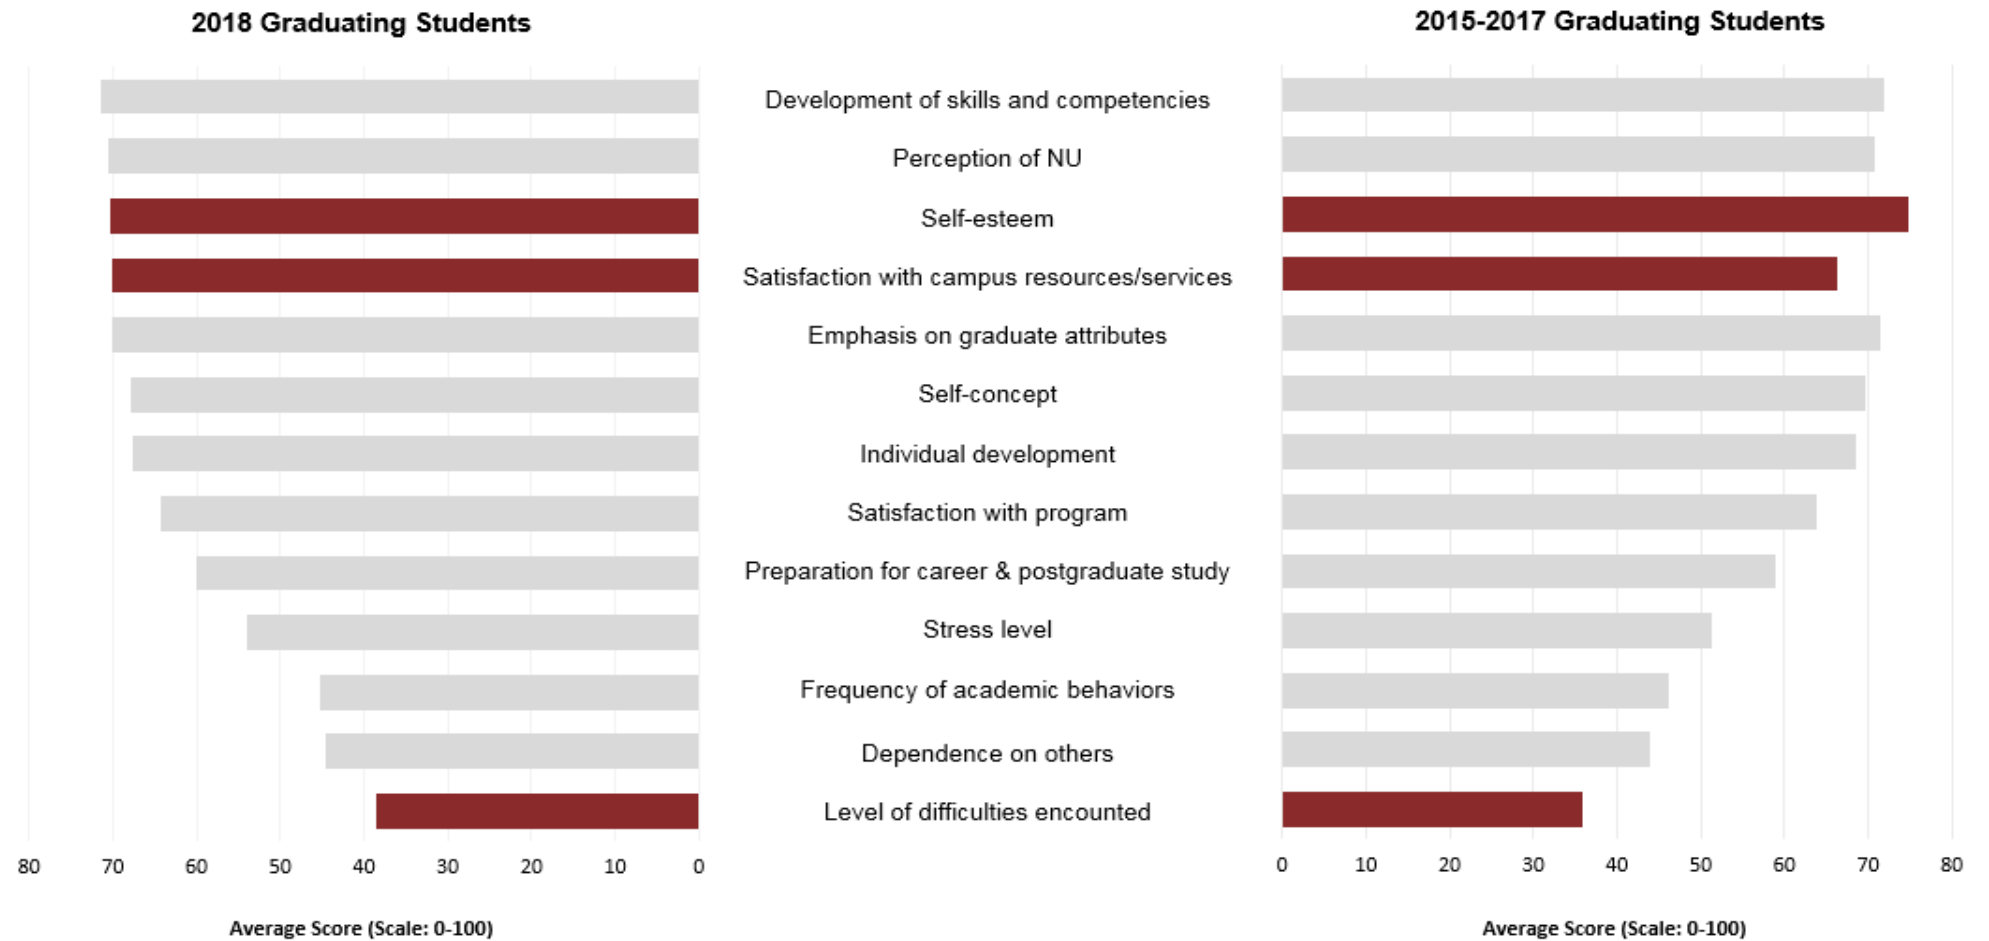 2018 Graduating Students
2015-2017 Graduating Students
Development of skills and competencies
Perception of NU
Self-esteem
Satisfaction with campus resources/services
Emphasis on graduate attributes
Self-concept
Individual development
Satisfaction with program
Preparation for career & postgraduate study
Stress level
Frequency of academic behaviors
Dependence on others
Level of difficulties encounted
80 70 60 50 40 30 20 10 0
0 10 20 30 40 50 60 70 80
Average Score (Scale: 0-100)
Average Score (Scale: 0-100)